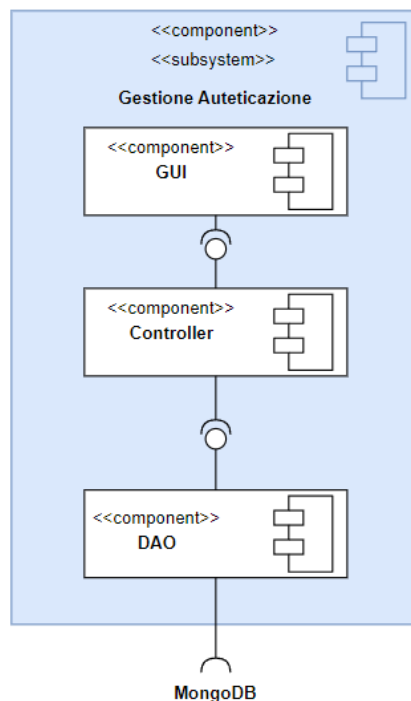 <<component>>
<<subsystem>>
Gestione Auteticazione
<<component>>
GUI
<<component>>
Controller
<<component>>
DAO
MongoDB